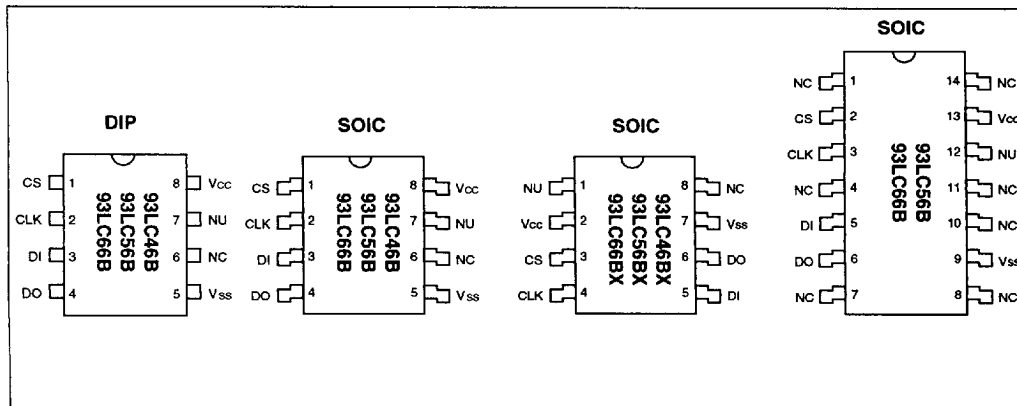 DIP
CS 1 8 Vcc
CLK 2 7 NU
DI 3 6 NC
DO 4 5 Vss
93LC46B
93LC56B
93LC66B
SOIC
CS 1 8 Vcc
CLK 2 7 NU
DI 3 6 NC
DO 4 5 Vss
93LC46B
93LC56B
93LC66B
SOIC
NU 1 8 NC
Vcc 2 7 Vss
CS 3 6 DO
CLK 4 5 DI
93LC46BX
93LC56BX
93LC66BX
SOIC
NC 1 14 NC
CS 2 13 Vcc
CLK 3 12 NU
NC 4 11 NC
DI 5 10 NC
DO 6 9 Vss
NC 7 8 NC
93LC56B
93LC66B